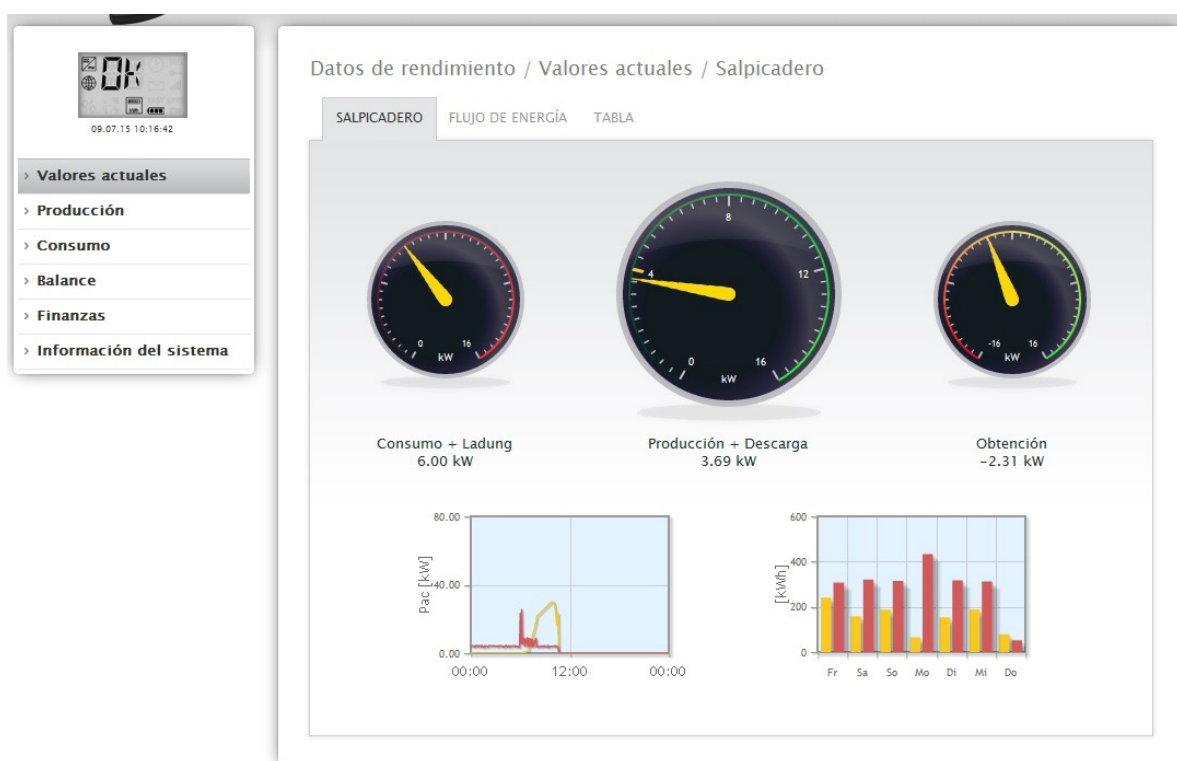 OK
09.07.15 10:16:42
Valores actuales
Producción
Consumo
Balance
Finanzas
Información del sistema
Datos de rendimiento / Valores actuales / Salpicadero
SALPICADERO FLUJO DE ENERGÍA TABLA
0 16
kW
4 8 12
0 16
kW
-16 16
kW
Consumo + Ladung
6.00 kW
Producción + Descarga
3.69 kW
Obtención
-2.31 kW
80.00
Pac [kW]
40.00
0.00
00:00 12:00 00:00
600
400
[kWh]
200
0
Fr Sa So Mo Di Mi Do